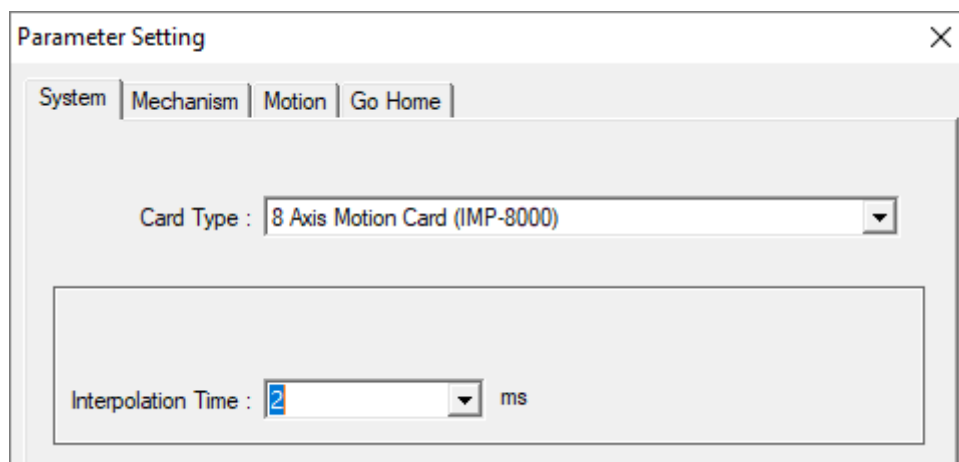 Parameter Setting
System Mechanism Motion Go Home
Card Type : 8 Axis Motion Card (IMP-8000)
Interpolation Time : 2 ms